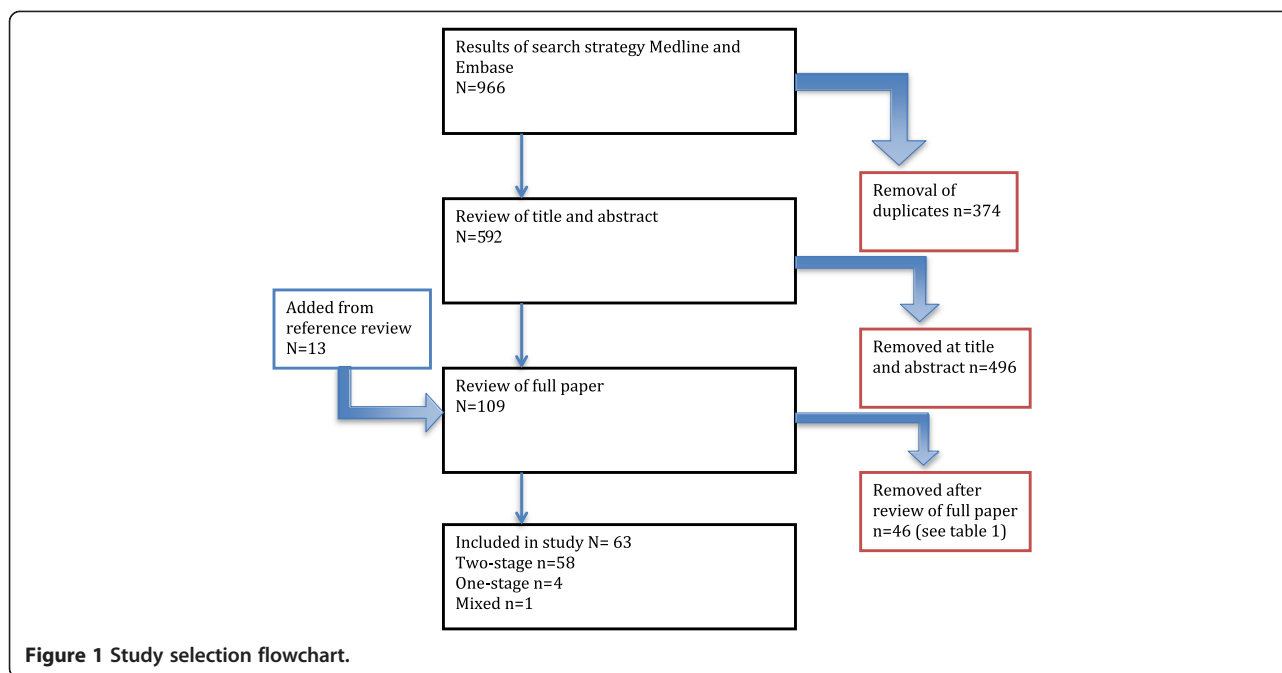 Results of search strategy Medline and
Embase
N=966
Removal of
duplicates n=374
Review of title and abstract
N=592
Removed at title
and abstract n=496
Added from
reference review
N=13
Review of full paper
N=109
Removed after
review of full paper
n=46 (see table 1)
Included in study N= 63
Two-stage n=58
One-stage n=4
Mixed n=1
Figure 1 Study selection flowchart.